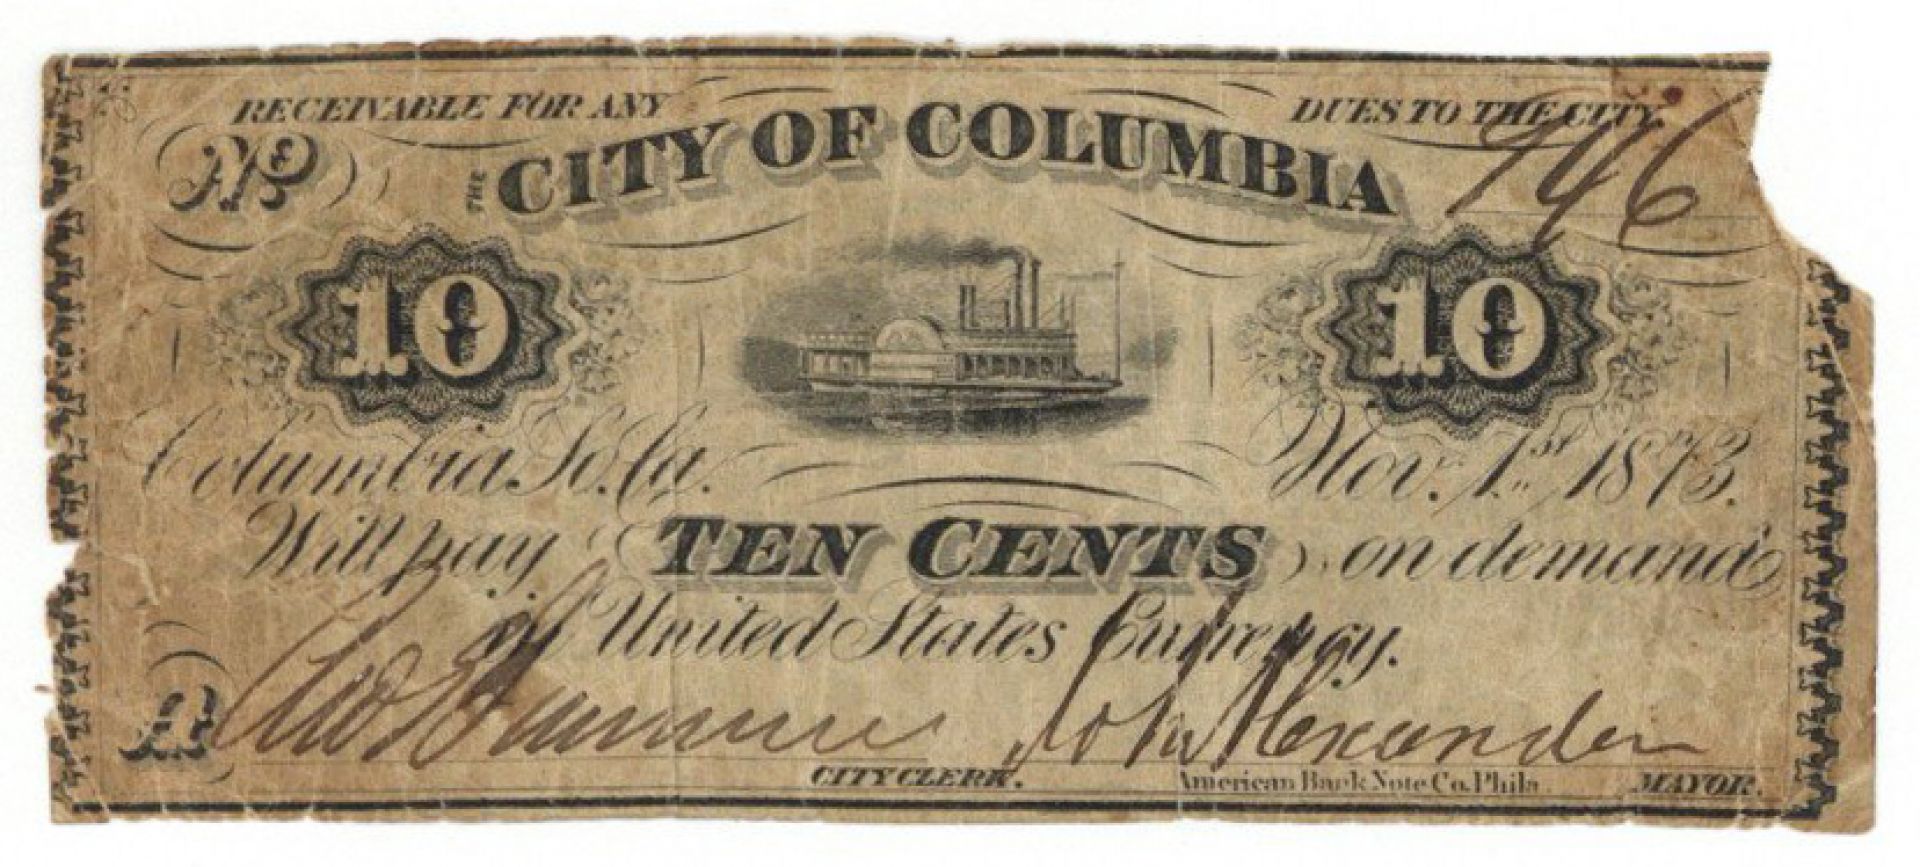 RECEIVABLE FOR ANY DUES TO THE CITY.
No 746
THE CITY OF COLUMBIA
10 10
Columbia, So. Ca. Nov. 1st 1873.
Will pay TEN CENTS on demand
in United States Currency.
A
John Alexander
CITY CLERK. American Bank Note Co. Phila. MAYOR.